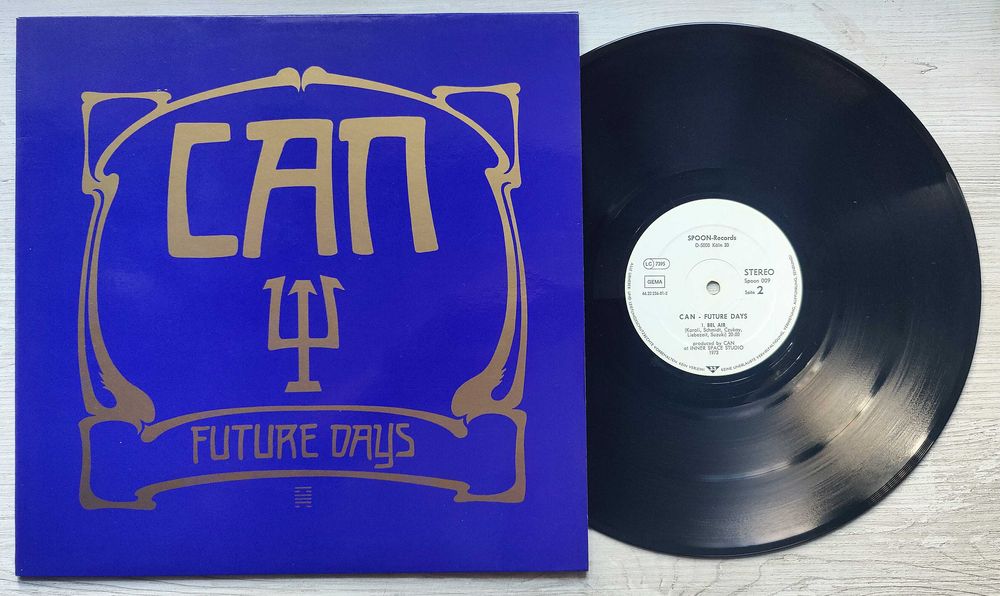 CAN
FUTURE DAYS
SPOON-Records
D-5000 Köln 30
LC 7395
STEREO
GEMA
Spoon 009
Seite 2
CAN - FUTURE DAYS
1. BEL AIR
(Karoli, Schmidt, Czukay,
Liebezeit, Suzuki) 20:00
produced by CAN
at INNER SPACE STUDIO
1973